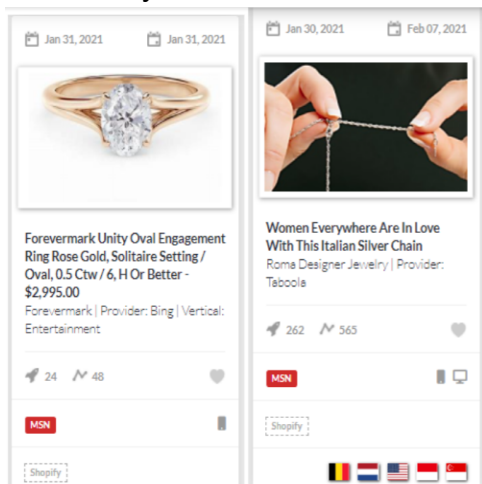 Jan 31, 2021 Jan 31, 2021
Forevermark Unity Oval Engagement
Ring Rose Gold, Solitaire Setting /
Oval, 0.5 Ctw / 6, H Or Better -
$2,995.00
Forevermark | Provider: Bing | Vertical:
Entertainment
24 48
MSN
Shopify
Jan 30, 2021 Feb 07, 2021
Women Everywhere Are In Love
With This Italian Silver Chain
Roma Designer Jewelry | Provider:
Taboola
262 565
MSN
Shopify